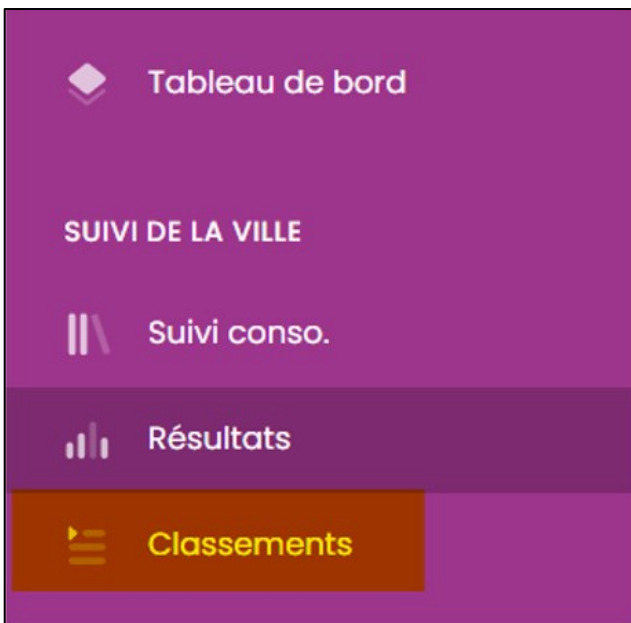 Tableau de bord
SUIVI DE LA VILLE
Suivi conso.
Résultats
Classements